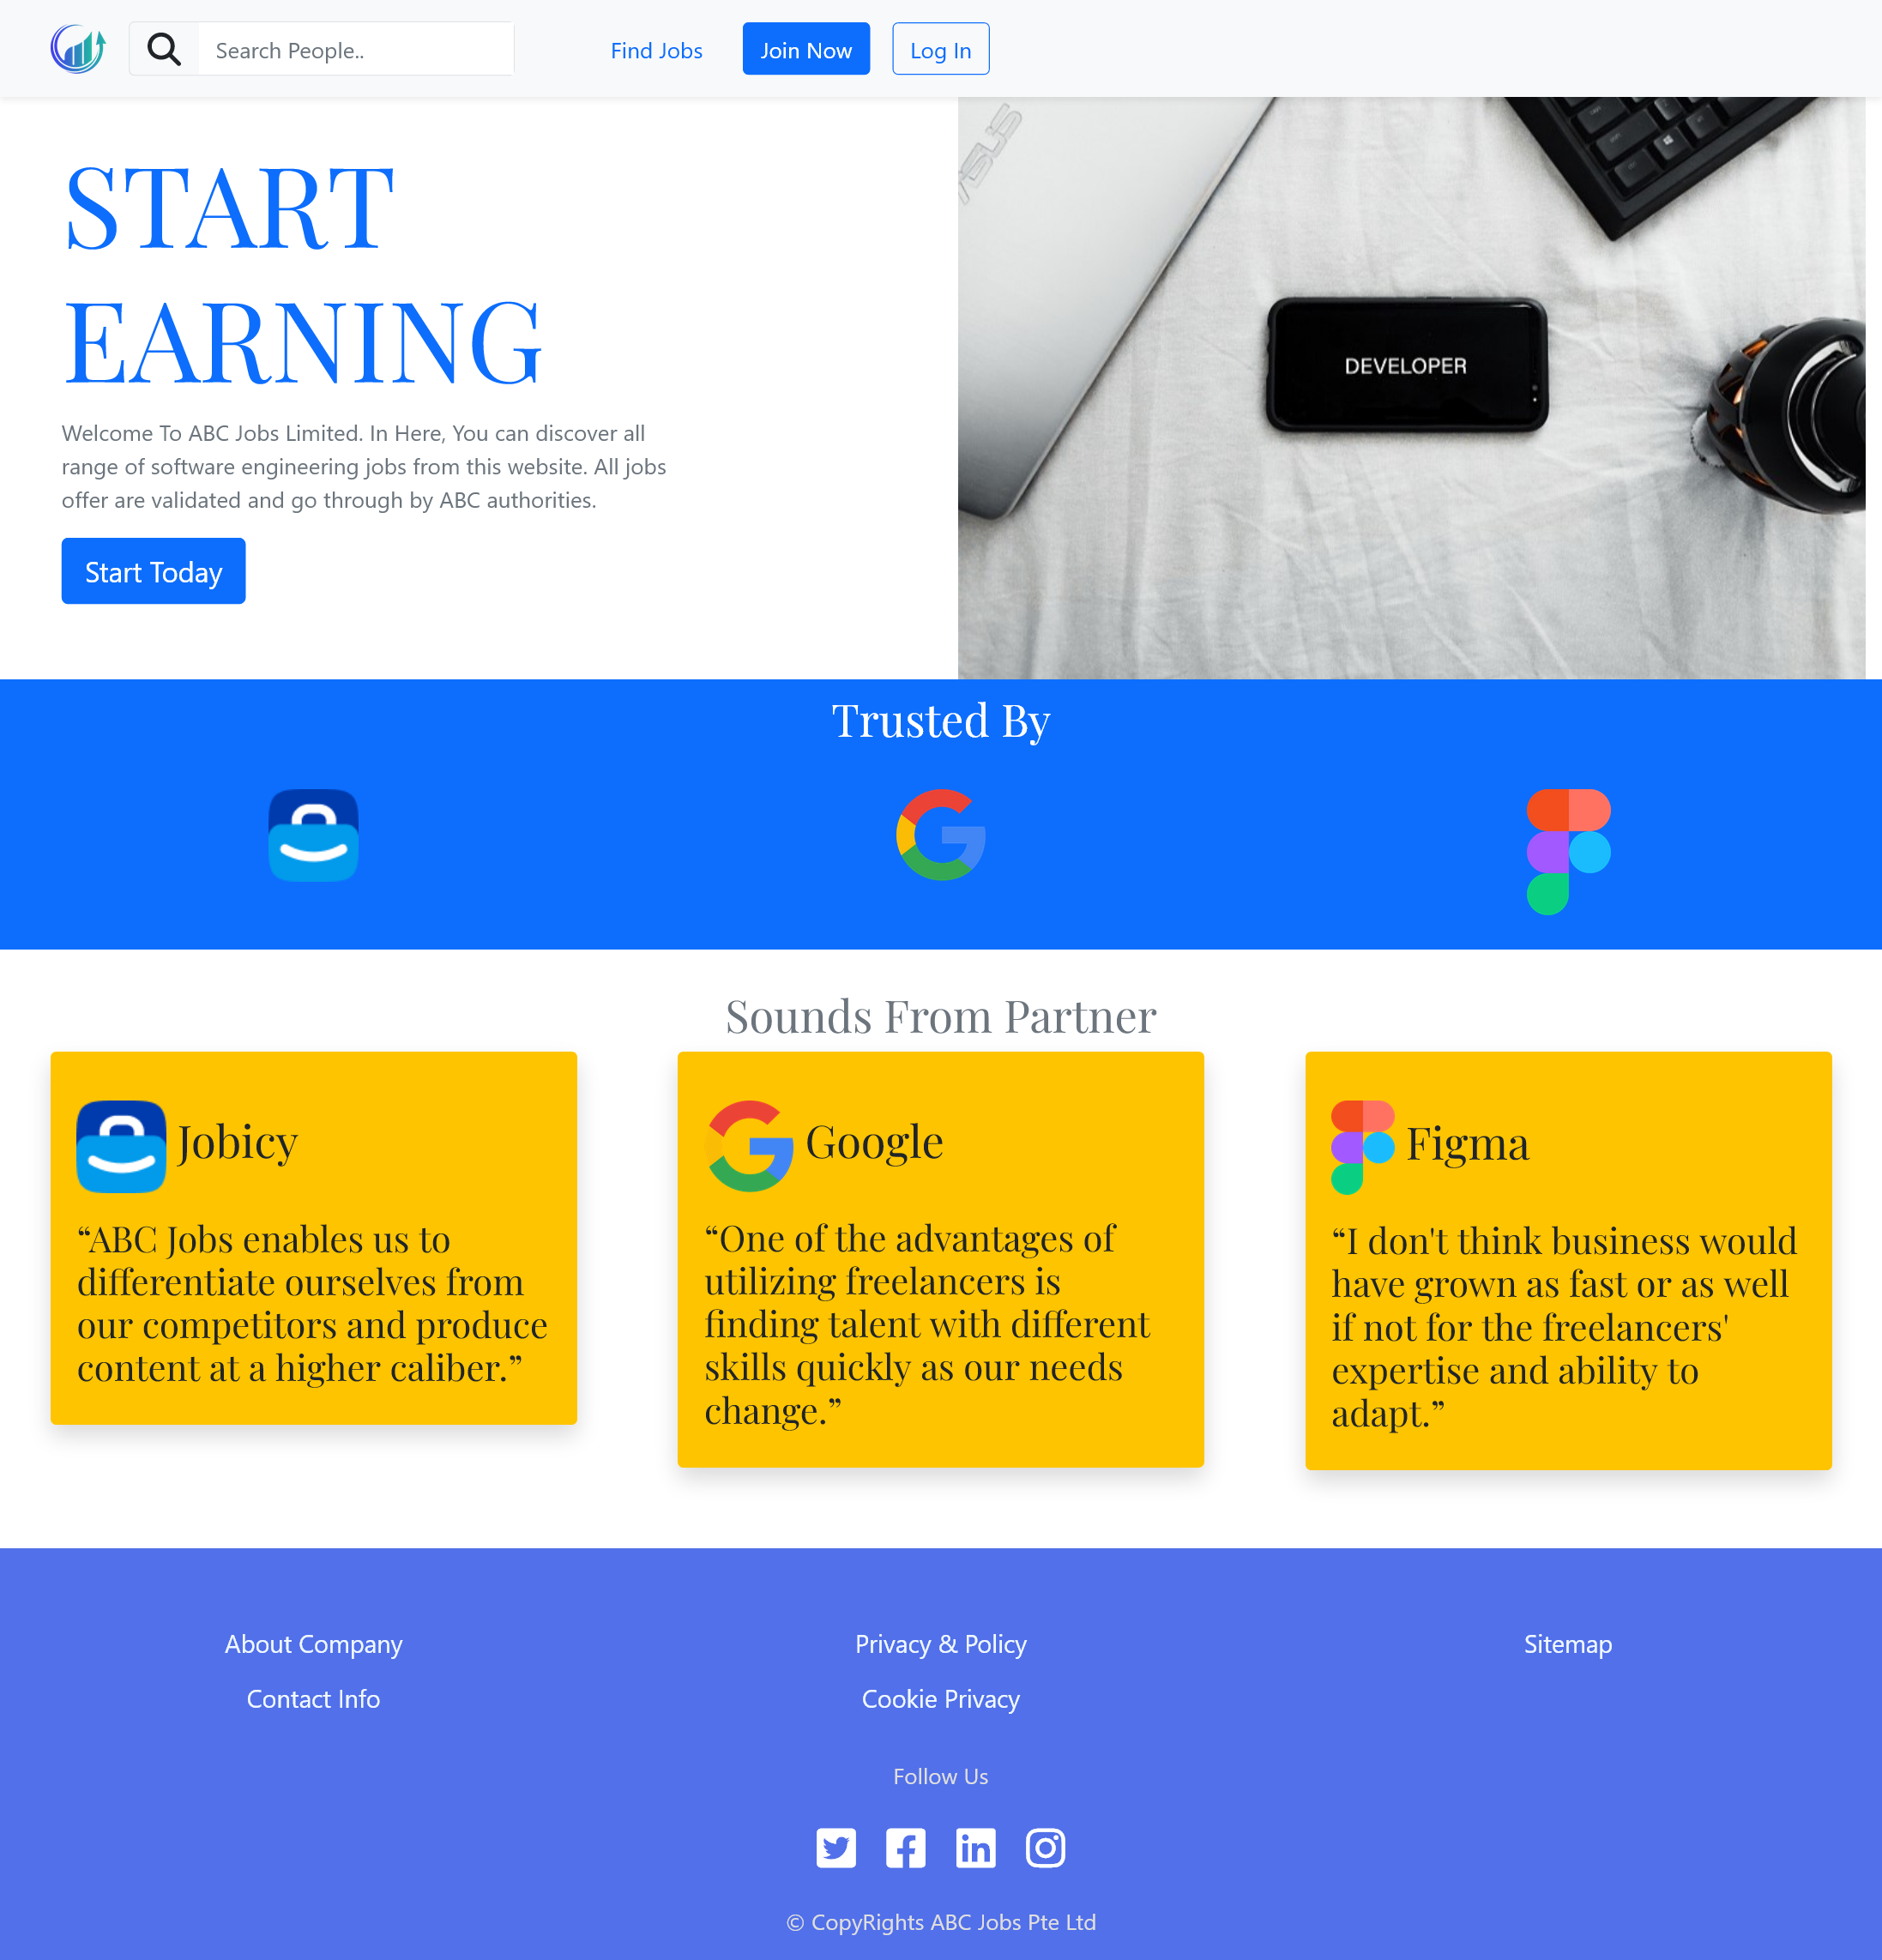 Search People..
Find Jobs
Join Now
Log In
START
EARNING
Welcome To ABC Jobs Limited. In Here, You can discover all
range of software engineering jobs from this website. All jobs
offer are validated and go through by ABC authorities.
Start Today
ASUS
DEVELOPER
Trusted By
Sounds From Partner
Jobicy
“ABC Jobs enables us to
differentiate ourselves from
our competitors and produce
content at a higher caliber.”
Google
“One of the advantages of
utilizing freelancers is
finding talent with different
skills quickly as our needs
change.”
Figma
“I don't think business would
have grown as fast or as well
if not for the freelancers'
expertise and ability to
adapt.”
About Company
Contact Info
Privacy & Policy
Cookie Privacy
Sitemap
Follow Us
© CopyRights ABC Jobs Pte Ltd